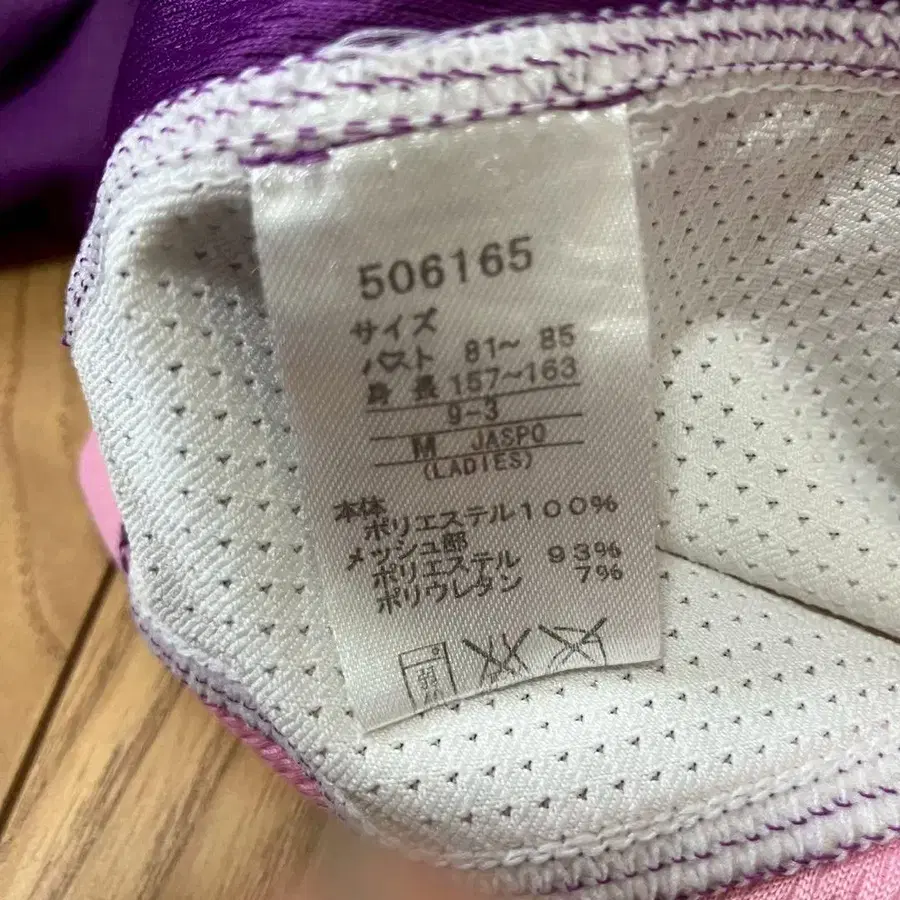 506165
サイズ
バスト 81〜 85
身 長 157〜163
9-3
M JASPO
(LADIES)
本体
ポリエステル100%
メッシュ部
ポリエステル 93%
ポリウレタン 7%